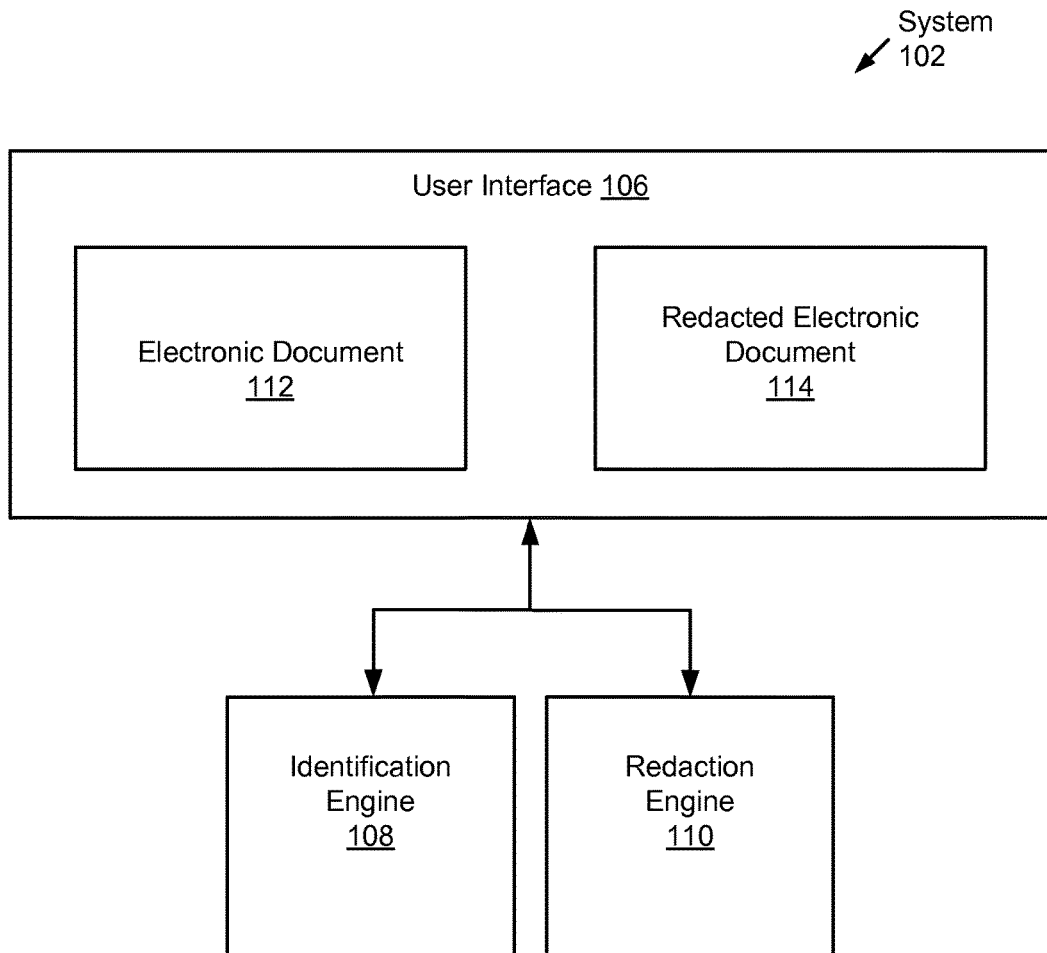 System
102
User Interface 106
Electronic Document
112
Redacted Electronic
Document
114
Identification
Engine
108
Redaction
Engine
110